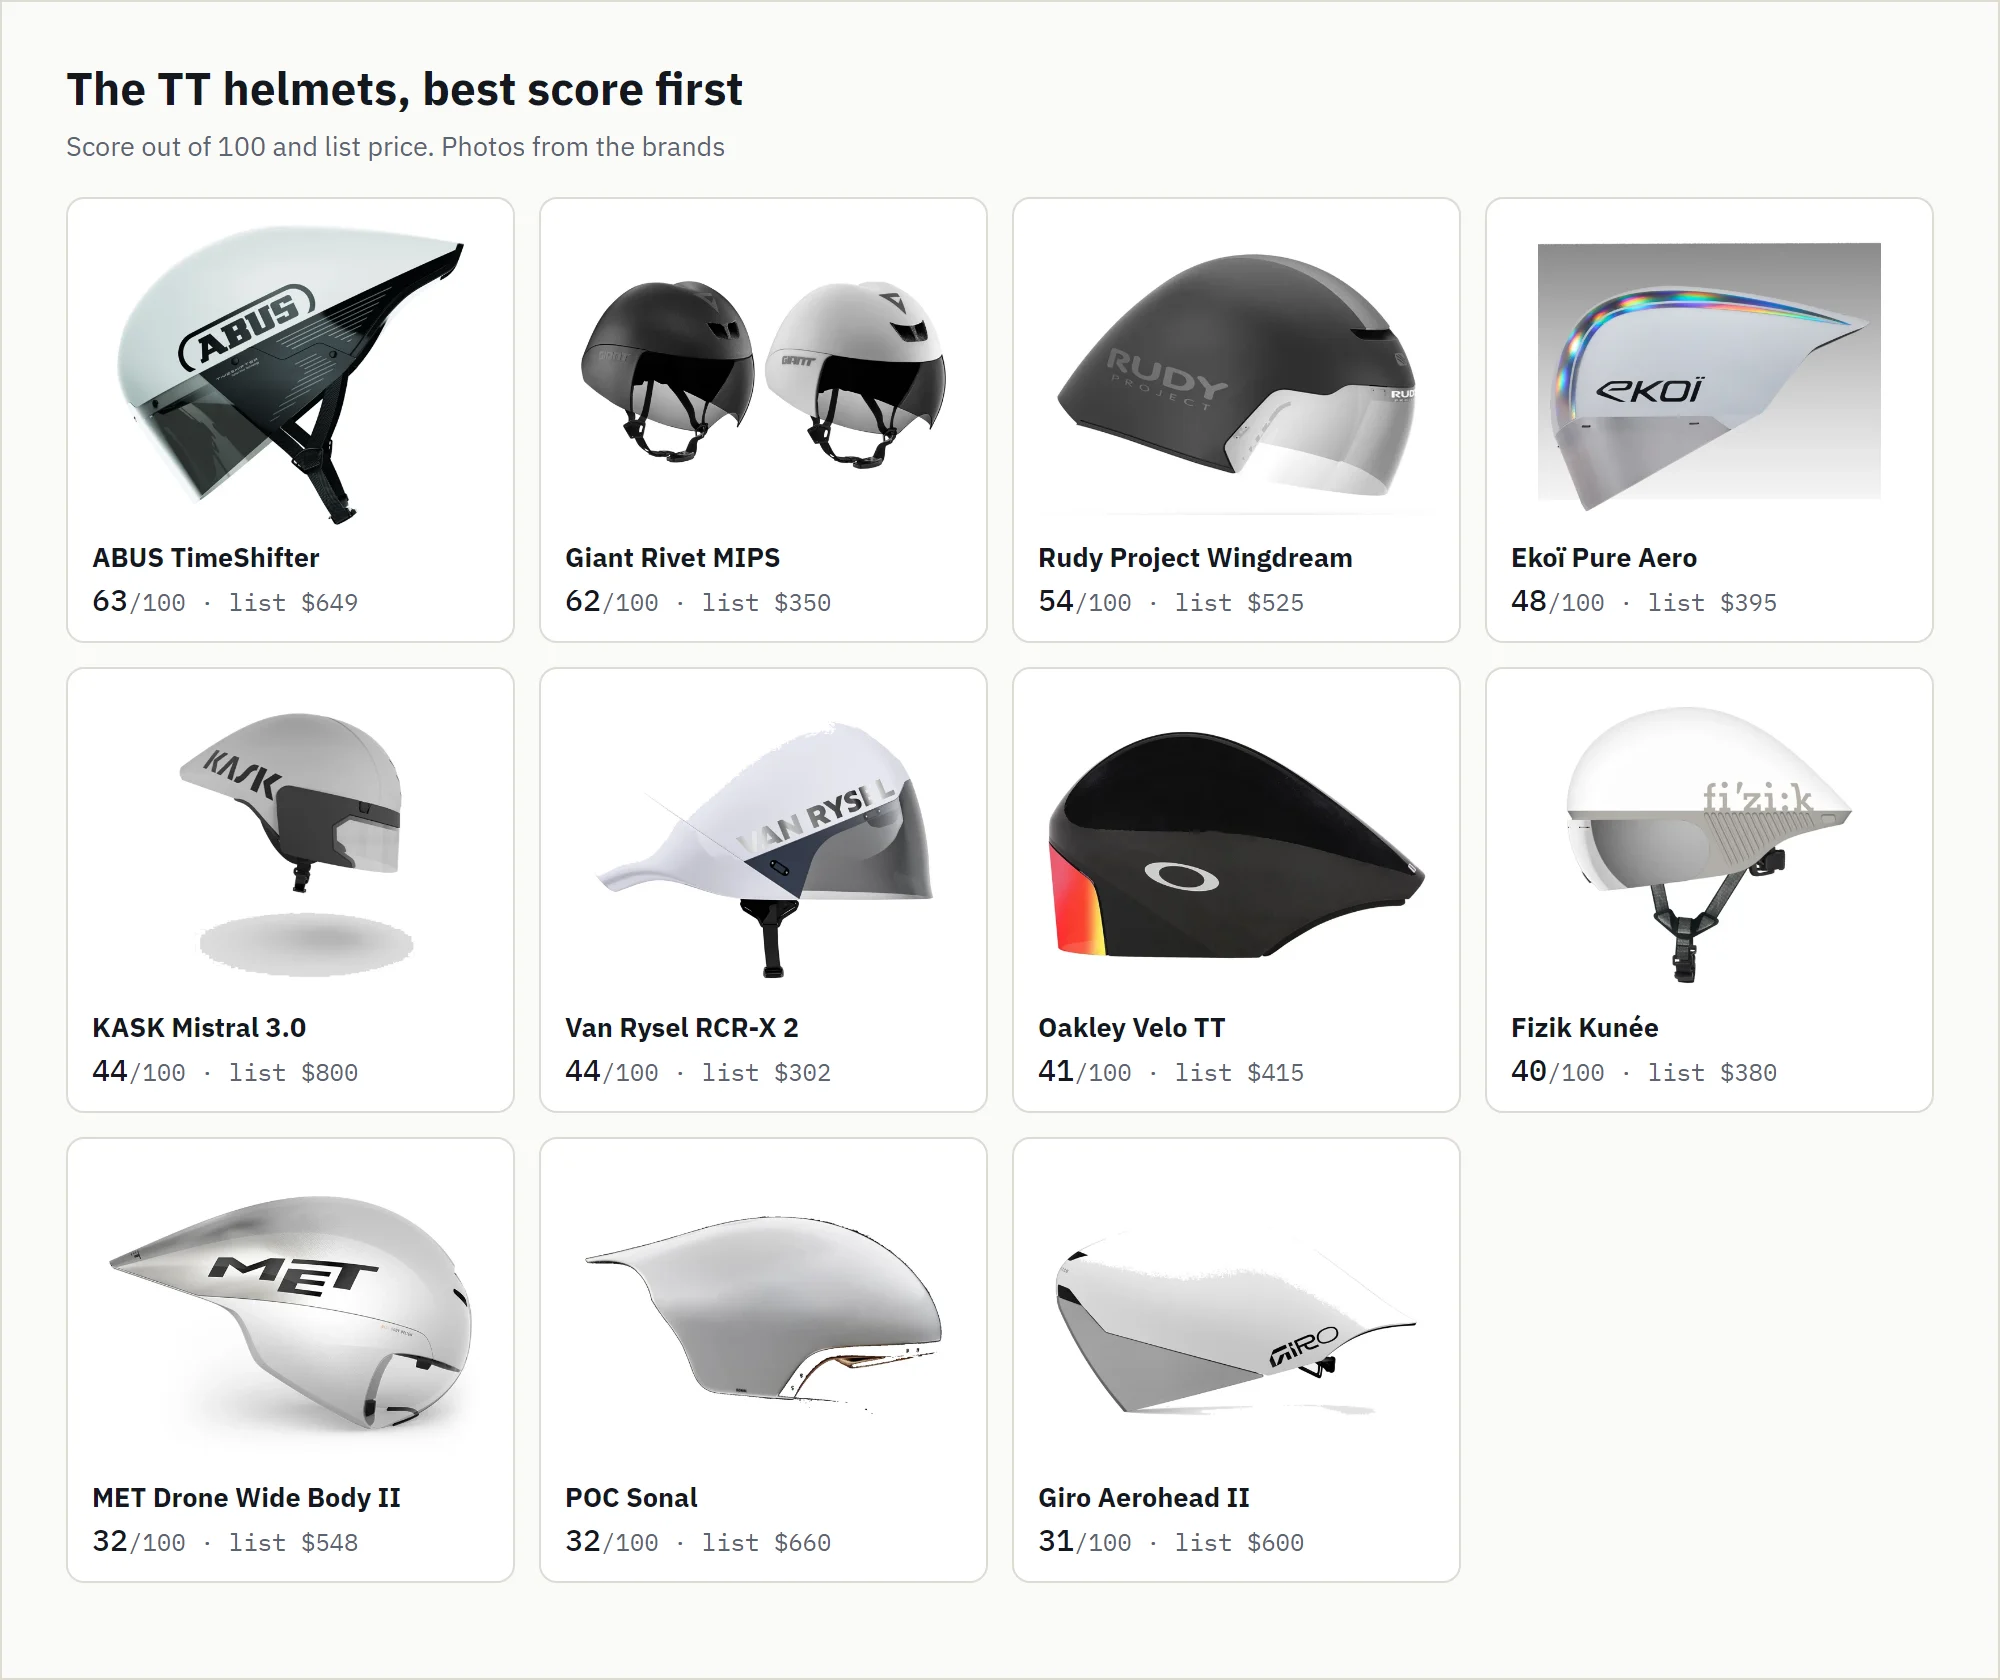 The TT helmets, best score first
Score out of 100 and list price. Photos from the brands
ABUS
ABUS TimeShifter
63/100 · list $649
GIANT
GIANT
Giant Rivet MIPS
62/100 · list $350
RUDY
PROJECT
RUD
Rudy Project Wingdream
54/100 · list $525
eKOÏ
Ekoï Pure Aero
48/100 · list $395
KASK
KASK Mistral 3.0
44/100 · list $800
VAN RYSEL
Van Rysel RCR-X 2
44/100 · list $302
Oakley Velo TT
41/100 · list $415
fi'zi:k
Fizik Kunée
40/100 · list $380
MET
MET Drone Wide Body II
32/100 · list $548
POC Sonal
32/100 · list $660
GIRO
Giro Aerohead II
31/100 · list $600